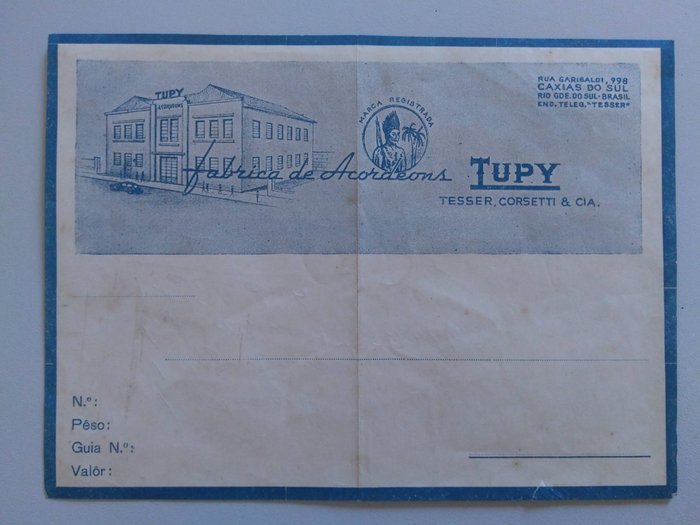 TUPY
ACORDEONS
fabrica de Acordeons
MARCA REGISTRADA
RUA GARIBALDI, 998
CAXIAS DO SUL
RIO GDE. DO SUL - BRASIL
END. TELEG. "TESSER"
TUPY
TESSER, CORSETTI & CIA.
N.º:
Pêso:
Guia N.º:
Valôr: